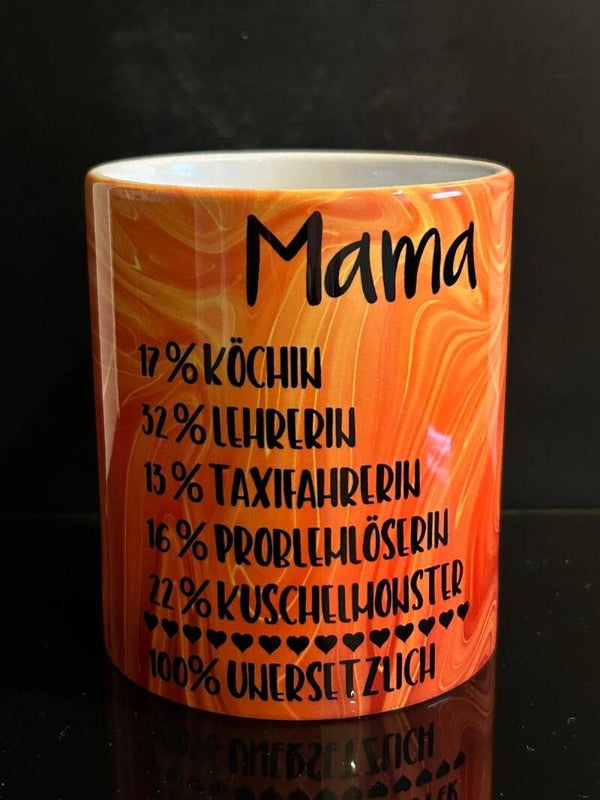 Mama
17 % KÖCHIN
32 % LEHRERIN
13 % TAXIFAHRERIN
16 % PROBLEMLÖSERIN
22 % KUSCHELMONSTER
100% UNERSETZLICH